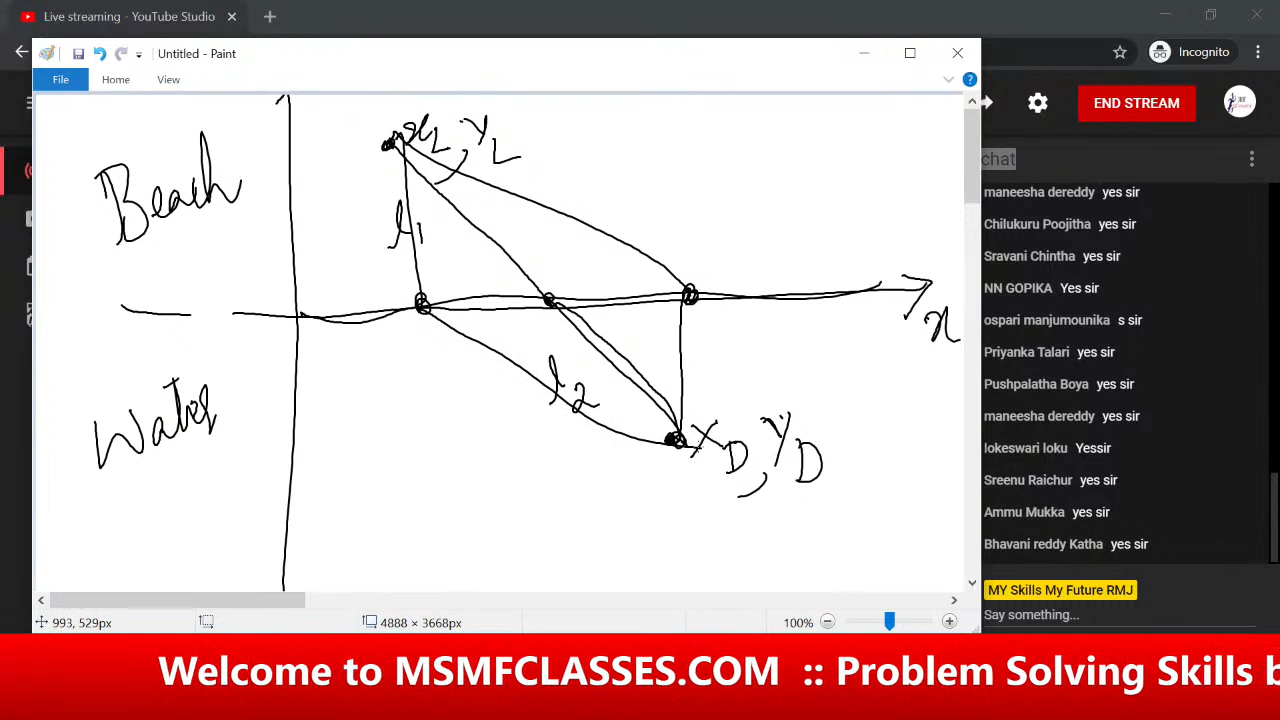 Live streaming - YouTube Studio
Incognito
Untitled - Paint
File Home View
END STREAM
chat
Beach
Water
x_L, Y_L
l1
l2
x
X_D, Y_D
maneesha dereddy yes sir
Chilukuru Poojitha yes sir
Sravani Chintha yes sir
NN GOPIKA Yes sir
ospari manjumounika s sir
Priyanka Talari yes sir
Pushpalatha Boya yes sir
maneesha dereddy yes sir
lokeswari loku Yessir
Sreenu Raichur yes sir
Ammu Mukka yes sir
Bhavani reddy Katha yes sir
MY Skills My Future RMJ
Say something...
993, 529px
4888 × 3668px
100%
Welcome to MSMFCLASSES.COM :: Problem Solving Skills b